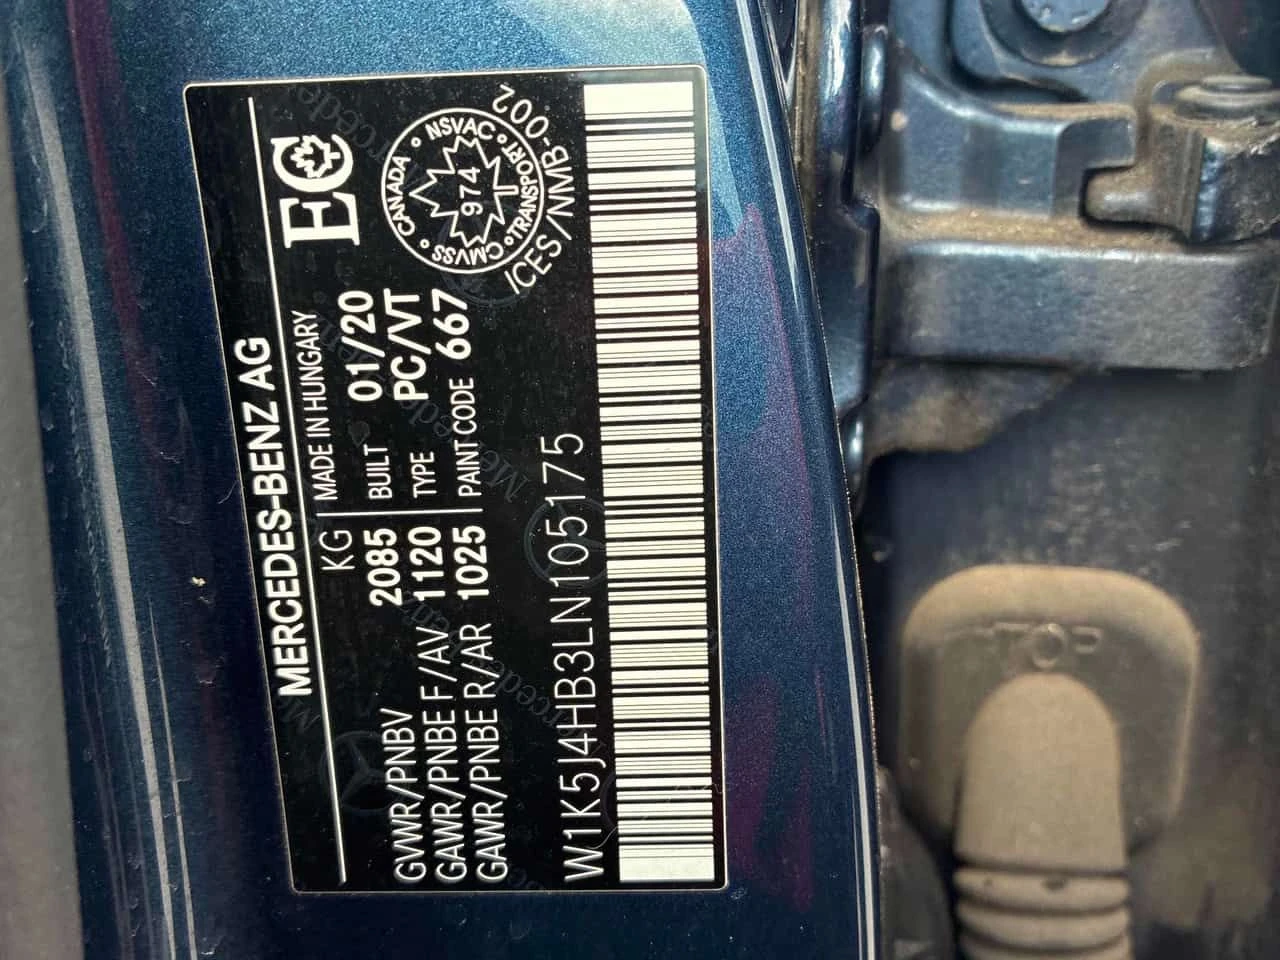 MERCEDES-BENZ AG
EC
KG
MADE IN HUNGARY
GVWR/PNBV 2085
BUILT 01/20
GAWR/PNBE F/AV 1120
TYPE PC/VT
GAWR/PNBE R/AR 1025
PAINT CODE 667
CANADA • NSVAC • TRANSPORT • CMVSS •
974
ICES/NMB-002
W1K5J4HB3LN105175
TOP